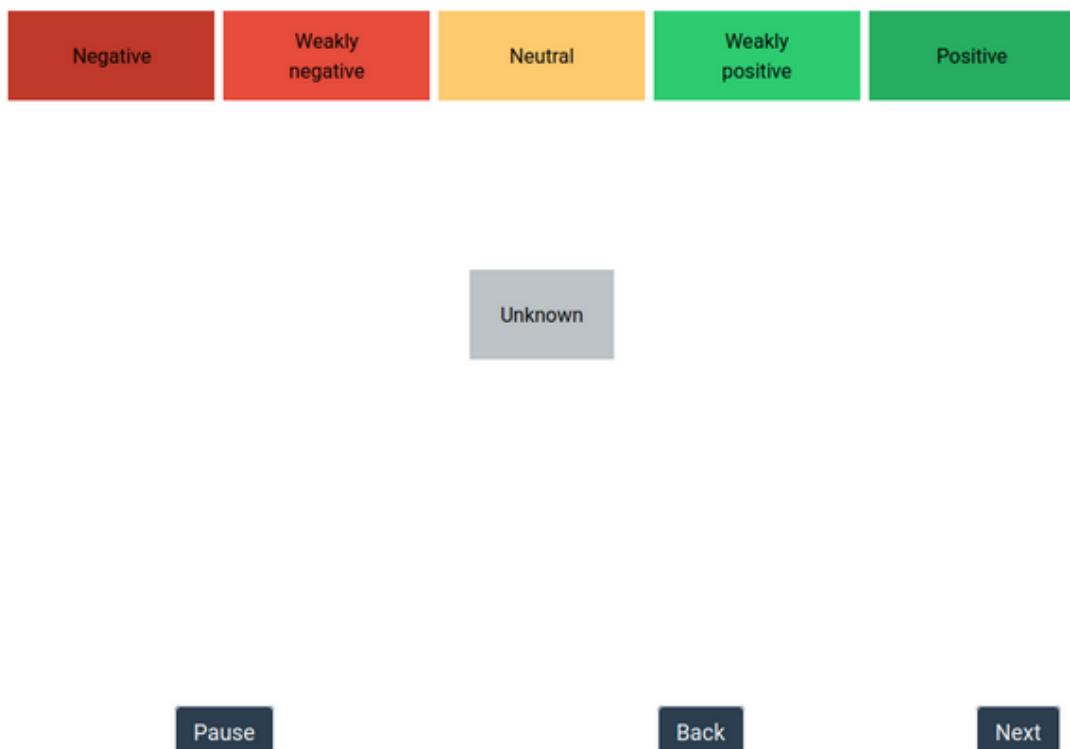 Negative
Weakly
negative
Neutral
Weakly
positive
Positive
Unknown
Pause
Back
Next